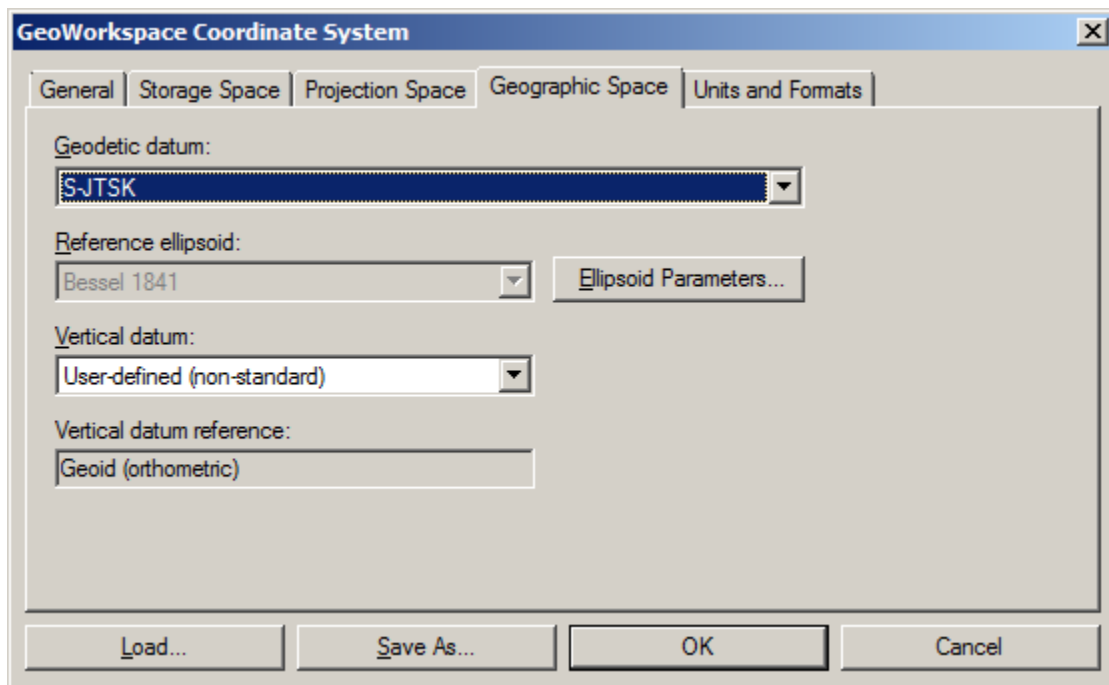 GeoWorkspace Coordinate System
General Storage Space Projection Space Geographic Space Units and Formats
Geodetic datum:
S-JTSK
Reference ellipsoid:
Bessel 1841 Ellipsoid Parameters...
Vertical datum:
User-defined (non-standard)
Vertical datum reference:
Geoid (orthometric)
Load... Save As... OK Cancel